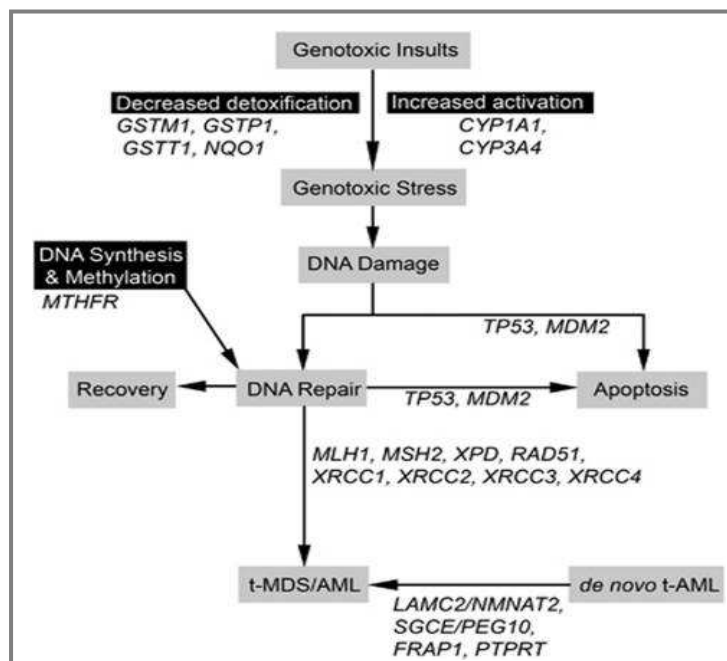 Genotoxic Insults
Decreased detoxification
GSTM1, GSTP1,
GSTT1, NQO1
Increased activation
CYP1A1,
CYP3A4
Genotoxic Stress
DNA Synthesis
& Methylation
MTHFR
DNA Damage
TP53, MDM2
Recovery
DNA Repair
TP53, MDM2
Apoptosis
MLH1, MSH2, XPD, RAD51,
XRCC1, XRCC2, XRCC3, XRCC4
t-MDS/AML
de novo t-AML
LAMC2/NMNAT2,
SGCE/PEG10,
FRAP1, PTPRT